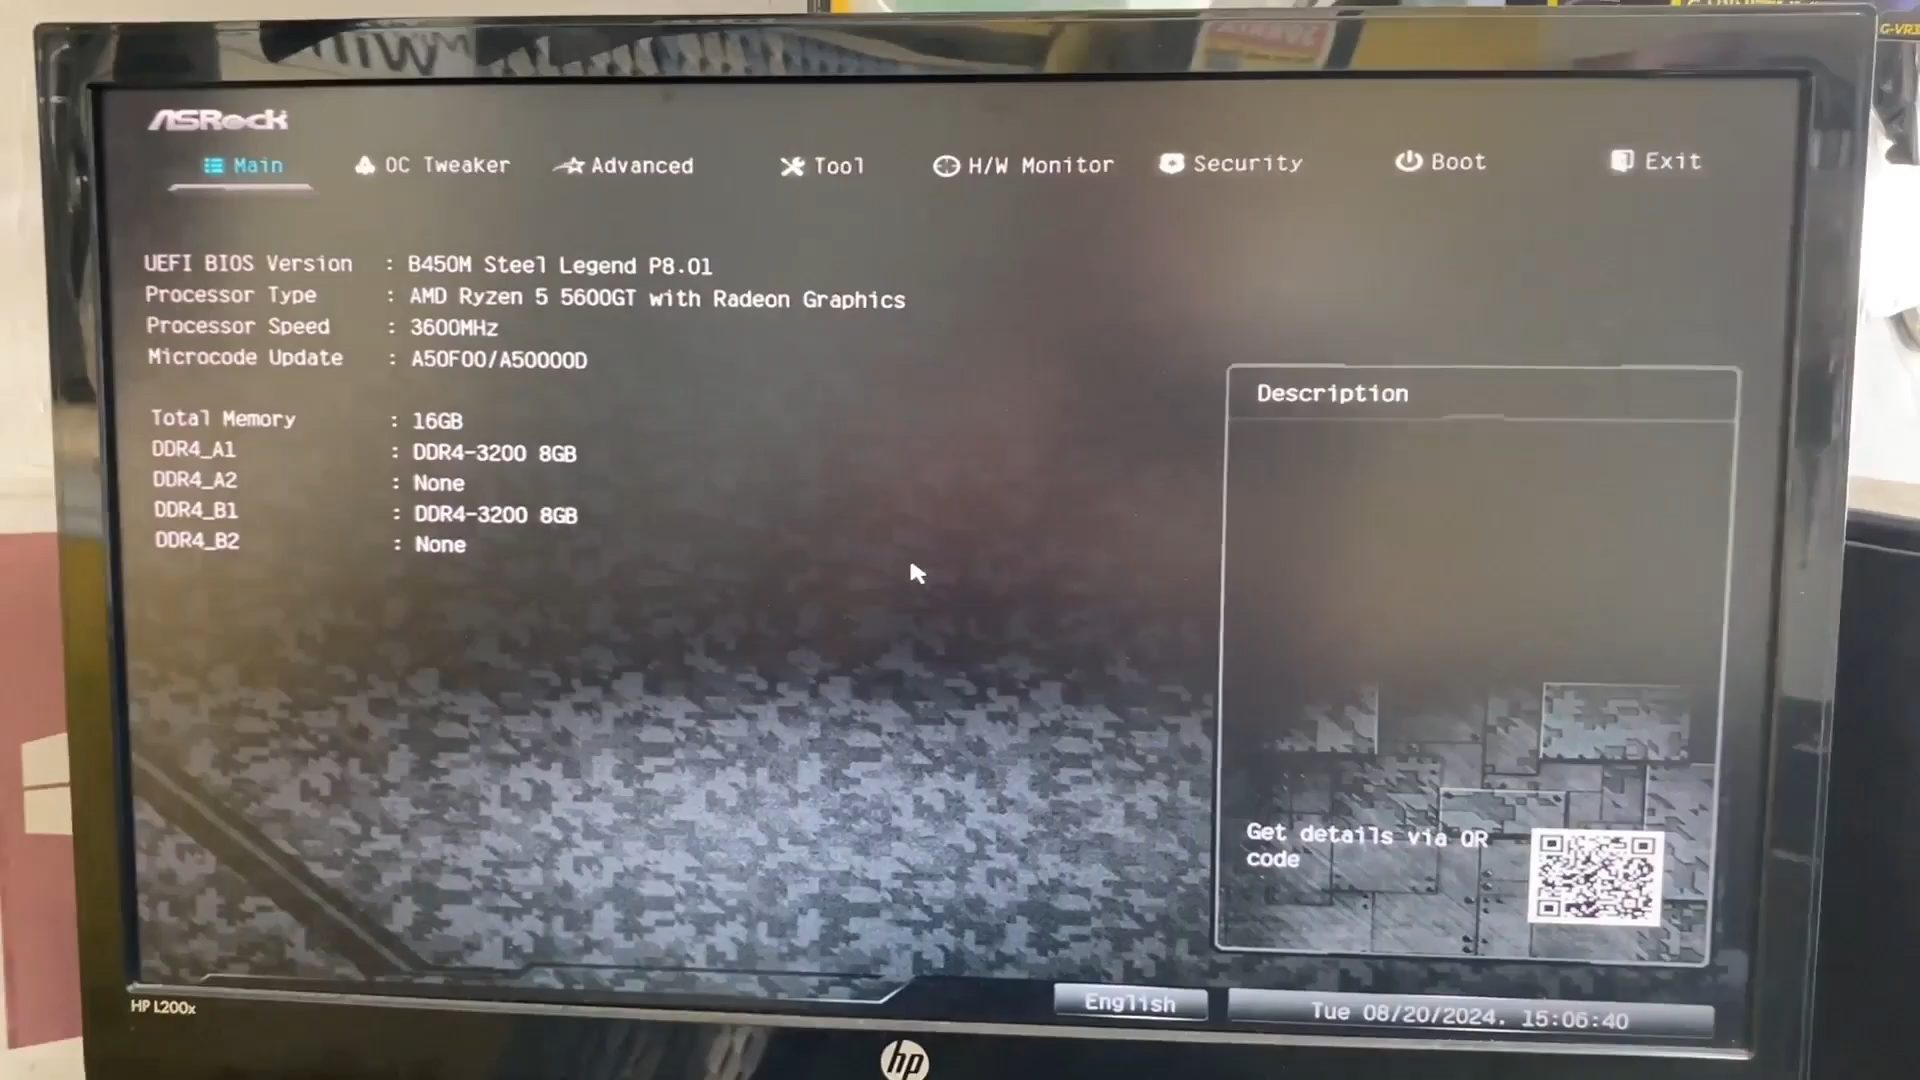 ASRock
Main
OC Tweaker
Advanced
Tool
H/W Monitor
Security
Boot
Exit
UEFI BIOS Version : B450M Steel Legend P8.01
Processor Type : AMD Ryzen 5 5600GT with Radeon Graphics
Processor Speed : 3600MHz
Microcode Update : A50F00/A50000D
Total Memory : 16GB
DDR4_A1 : DDR4-3200 8GB
DDR4_A2 : None
DDR4_B1 : DDR4-3200 8GB
DDR4_B2 : None
Description
Get details via QR
code
English
Tue 08/20/2024. 15:06:40
HP L200x
hp